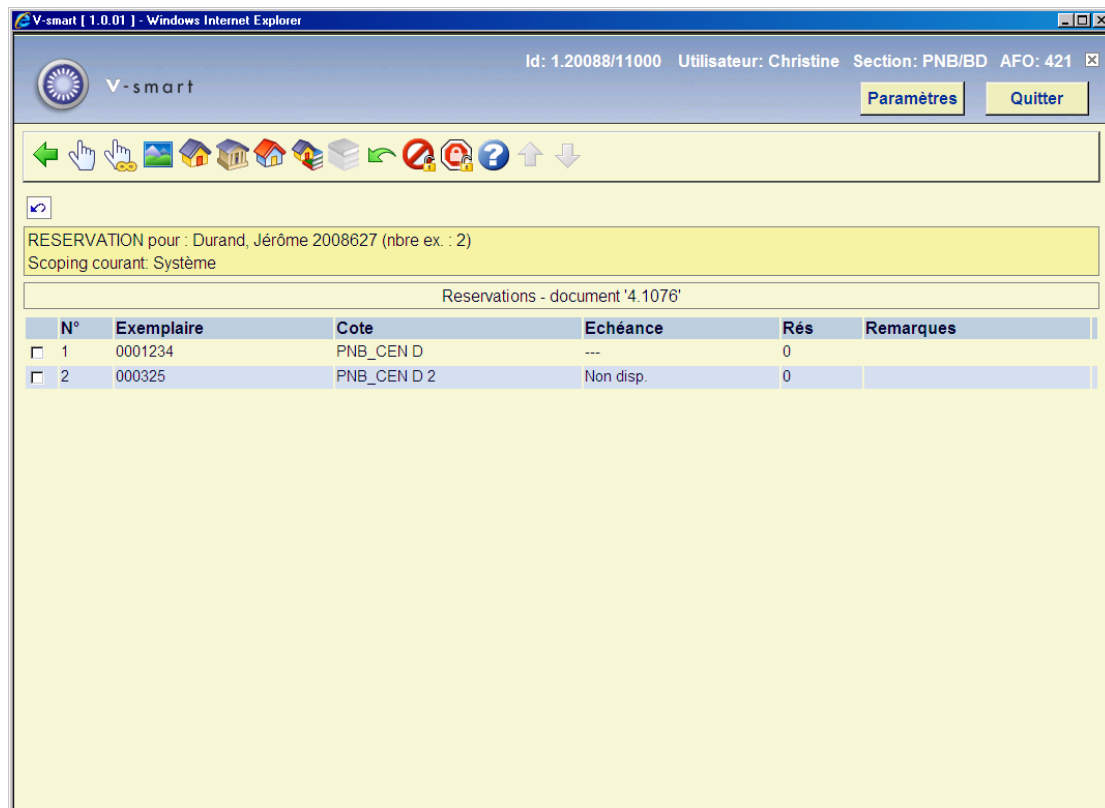 V-smart [ 1.0.01 ] - Windows Internet Explorer
Id: 1.20088/11000 Utilisateur: Christine Section: PNB/BD AFO: 421
V-smart
Paramètres Quitter
RESERVATION pour : Durand, Jérôme 2008627 (nbre ex. : 2)
Scoping courant: Système
Reservations - document '4.1076'
N° Exemplaire Cote Echéance Rés Remarques
1 0001234 PNB_CEN D --- 0
2 000325 PNB_CEN D 2 Non disp. 0